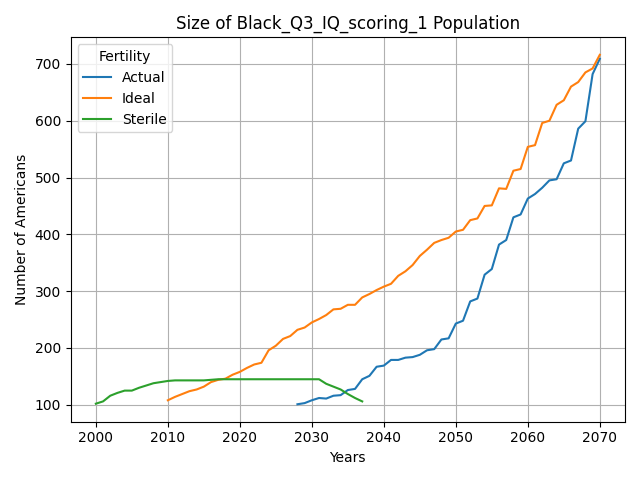 Size of Black_Q3_IQ_scoring_1 Population
Fertility
Actual
Ideal
Sterile
Number of Americans
700
600
500
400
300
200
100
2000 2010 2020 2030 2040 2050 2060 2070
Years